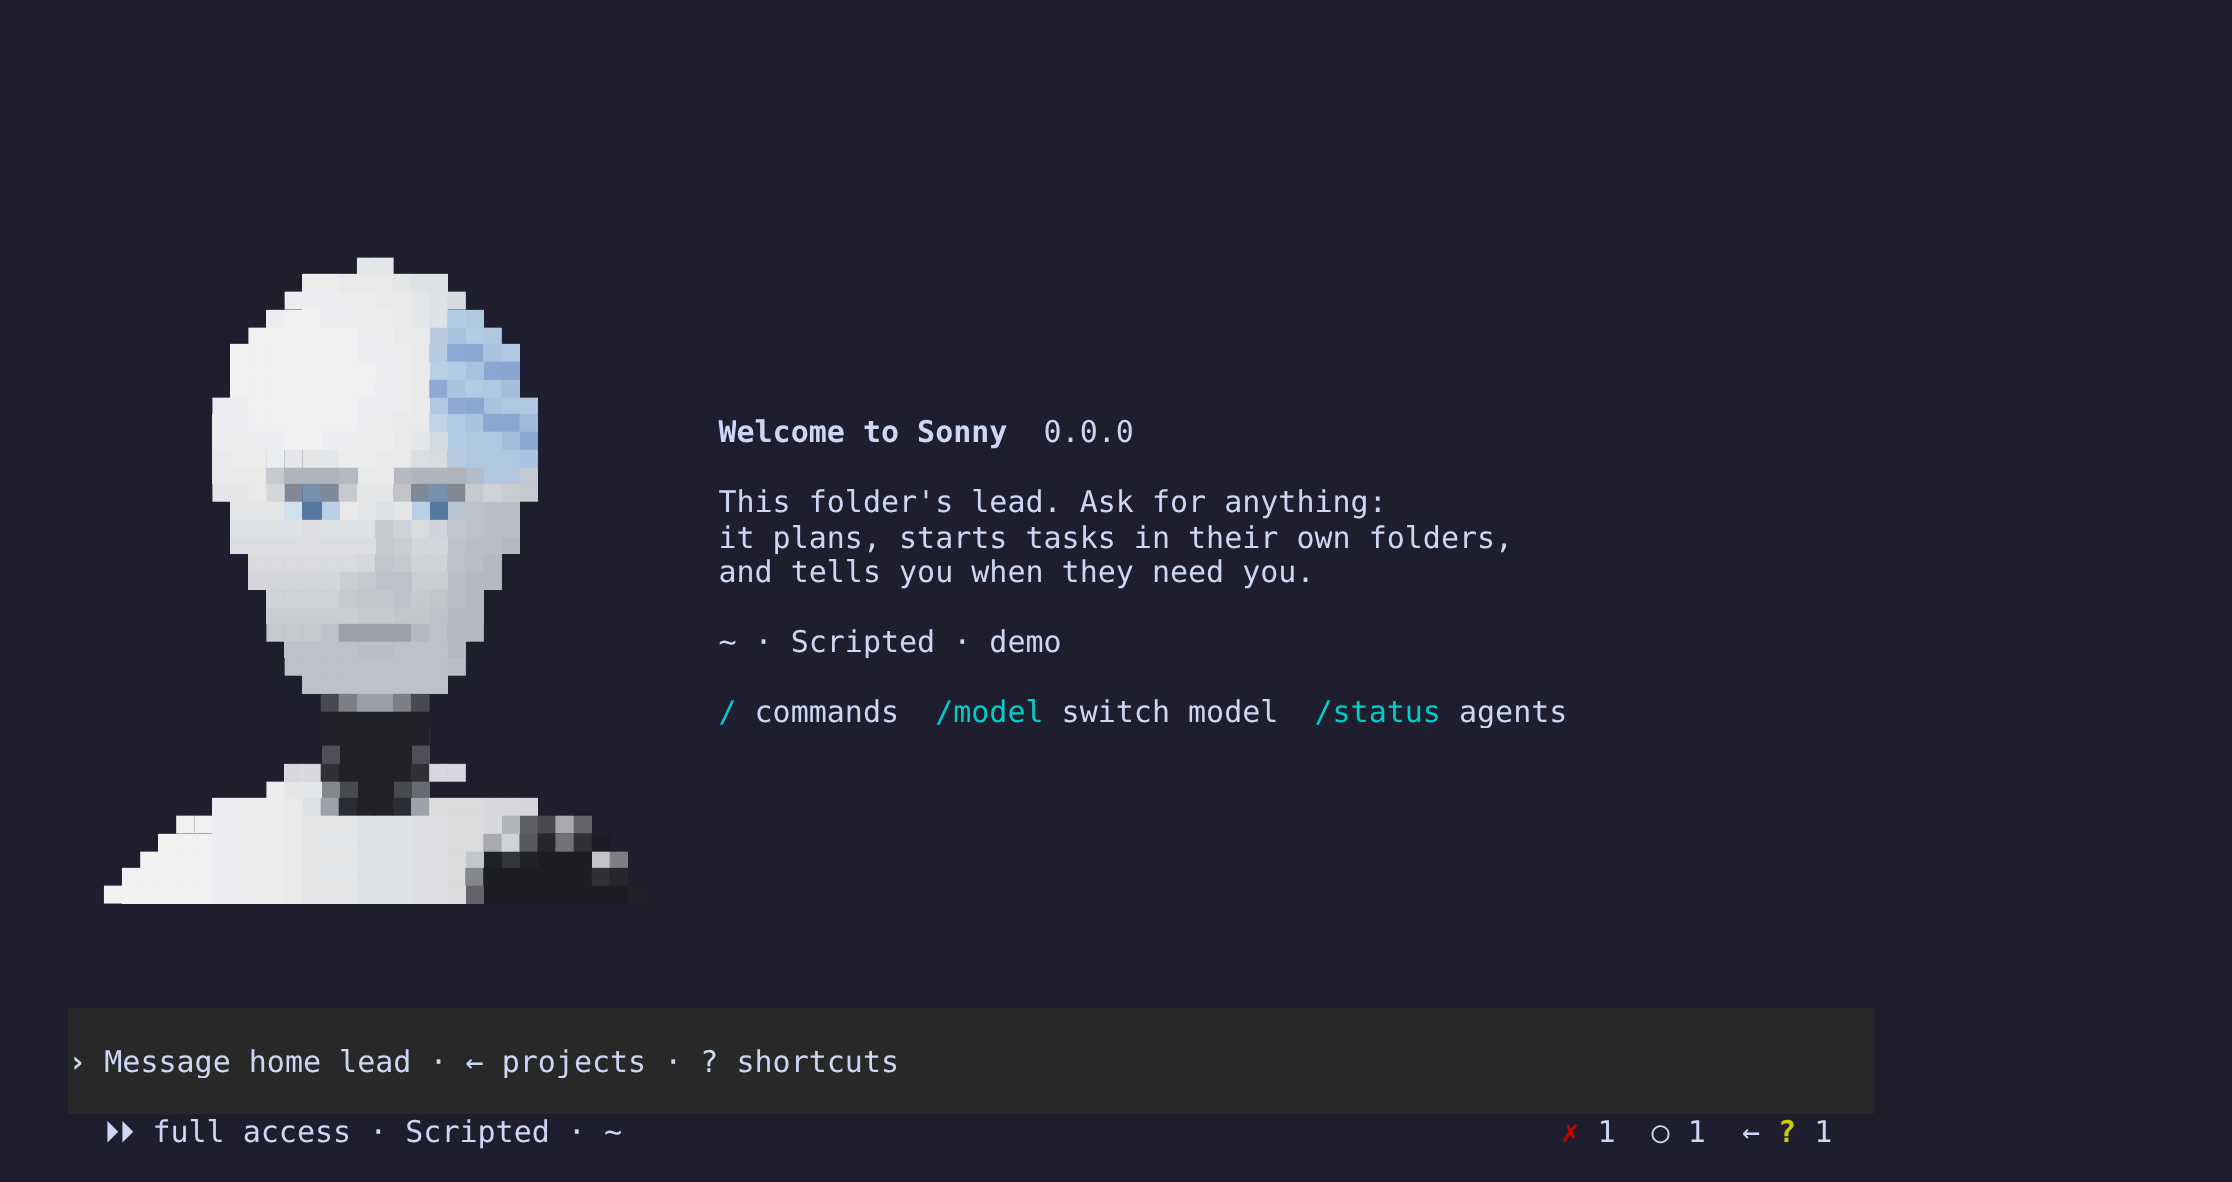 Welcome to Sonny  0.0.0
This folder's lead. Ask for anything:
it plans, starts tasks in their own folders,
and tells you when they need you.
~ · Scripted · demo
/ commands  /model switch model  /status agents
› Message home lead · ← projects · ? shortcuts
⏵⏵ full access · Scripted · ~  ✗ 1  ○ 1  ← ? 1